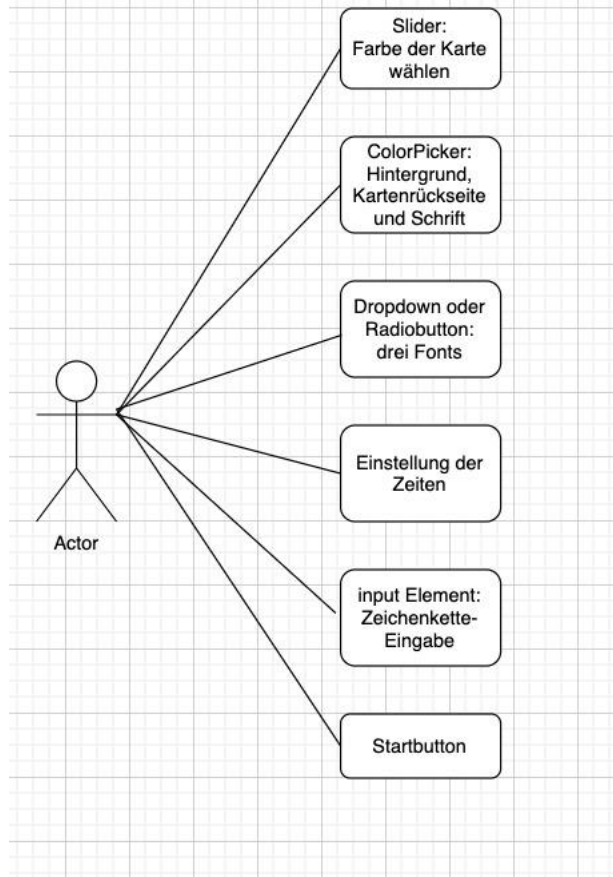 Slider:
Farbe der Karte
wählen
ColorPicker:
Hintergrund,
Kartenrückseite
und Schrift
Dropdown oder
Radiobutton:
drei Fonts
Einstellung der
Zeiten
Actor
input Element:
Zeichenkette-
Eingabe
Startbutton